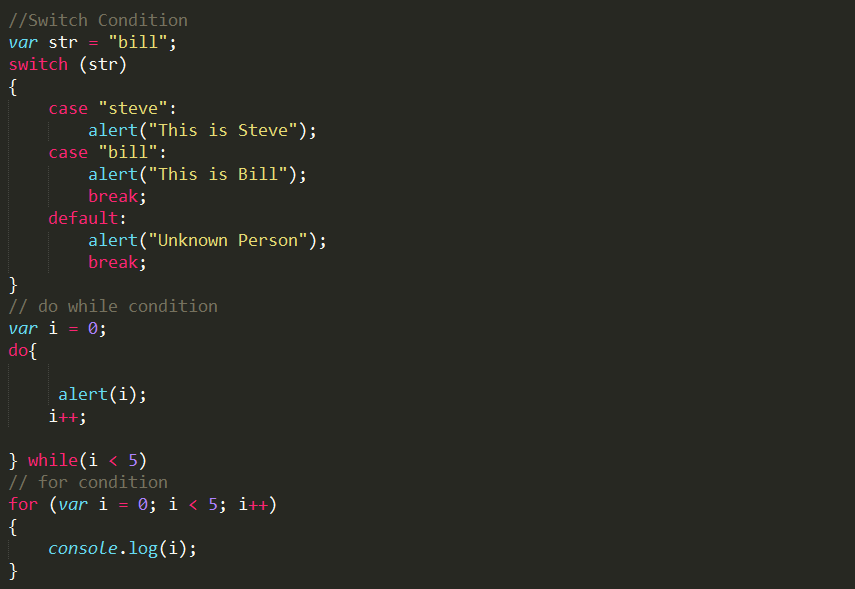 //Switch Condition
var str = "bill";
switch (str)
{
    case "steve":
        alert("This is Steve");
    case "bill":
        alert("This is Bill");
        break;
    default:
        alert("Unknown Person");
        break;
}
// do while condition
var i = 0;
do{
     alert(i);
    i++;
} while(i < 5)
// for condition
for (var i = 0; i < 5; i++)
{
    console.log(i);
}